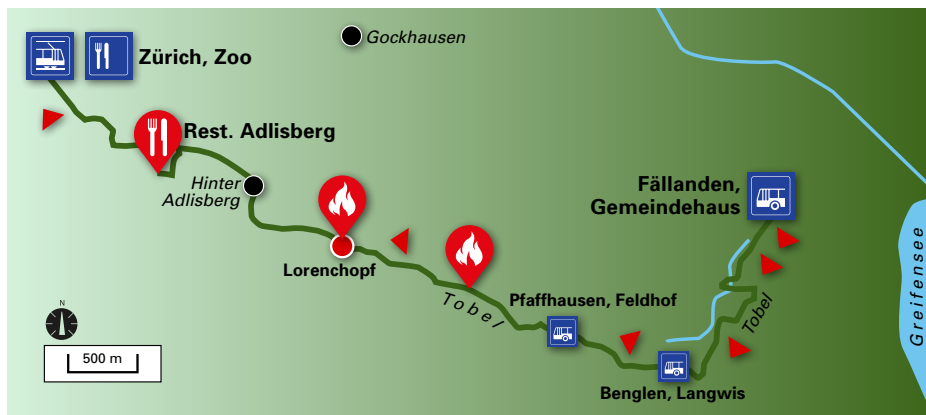 Gockhausen
Zürich, Zoo
Rest. Adlisberg
Hinter
Adlisberg
Fällanden,
Gemeindehaus
Lorenchopf
Tobel
Pfaffhausen, Feldhof
Tobel
Greifensee
N
500 m
Benglen, Langwis